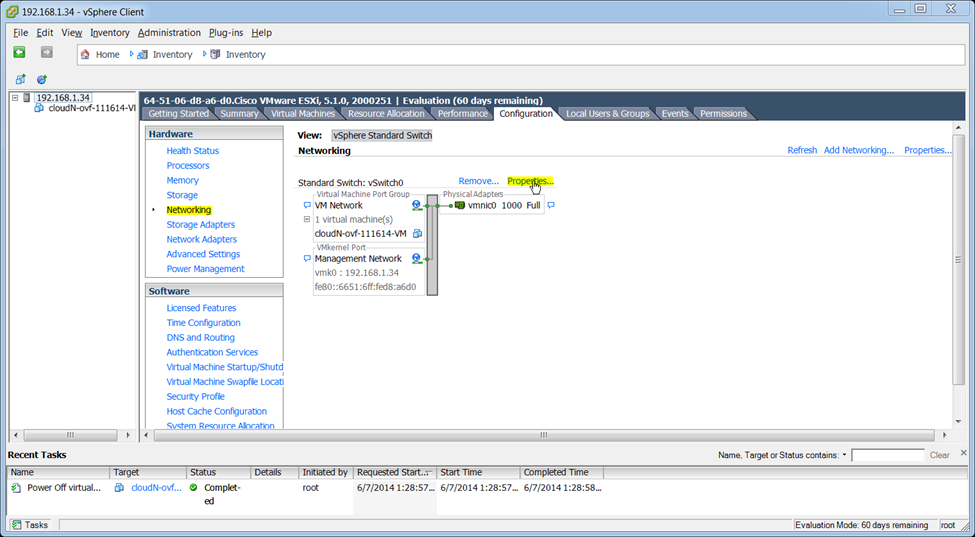 192.168.1.34 - vSphere Client
File Edit View Inventory Administration Plug-ins Help
Home Inventory Inventory
192.168.1.34
cloudN-ovf-111614-VI
64-51-06-d8-a6-d0.Cisco VMware ESXi, 5.1.0, 2000251 | Evaluation (60 days remaining)
Getting Started Summary Virtual Machines Resource Allocation Performance Configuration Local Users & Groups Events Permissions
Hardware
Health Status
Processors
Memory
Storage
Networking
Storage Adapters
Network Adapters
Advanced Settings
Power Management
Software
Licensed Features
Time Configuration
DNS and Routing
Authentication Services
Virtual Machine Startup/Shutd
Virtual Machine Swapfile Locati
Security Profile
Host Cache Configuration
System Resource Allocation
View: vSphere Standard Switch
Networking
Refresh Add Networking... Properties...
Standard Switch: vSwitch0 Remove... Properties...
Virtual Machine Port Group Physical Adapters
VM Network vmnic0 1000 Full
1 virtual machine(s)
cloudN-ovf-111614-VM
VMkernel Port
Management Network
vmk0 : 192.168.1.34
fe80::6651:6ff:fed8:a6d0
Recent Tasks Name, Target or Status contains: Clear
Name Target Status Details Initiated by Requested Start... Start Time Completed Time
Power Off virtual... cloudN-ovf... Complet- root 6/7/2014 1:28:57... 6/7/2014 1:28:57... 6/7/2014 1:28:58...
ed
Tasks Evaluation Mode: 60 days remaining root